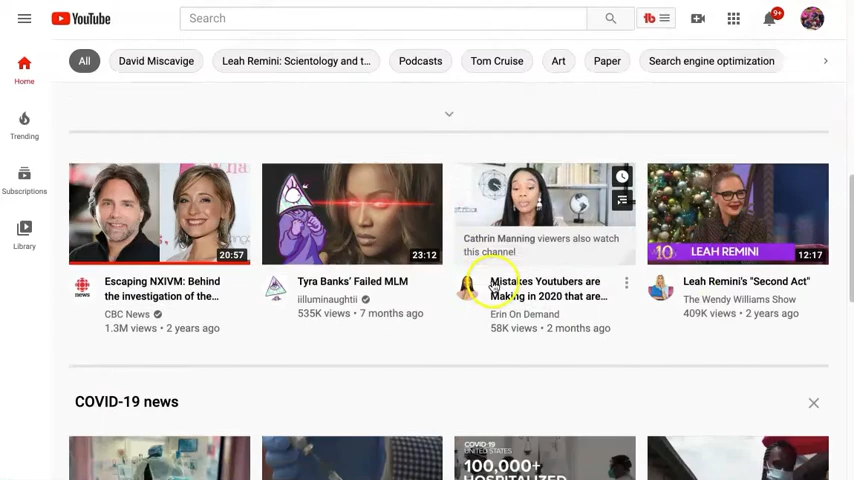 YouTube
Search
tb
9+
All
David Miscavige
Leah Remini: Scientology and t...
Podcasts
Tom Cruise
Art
Paper
Search engine optimization
Home
Trending
Subscriptions
Library
20:57
23:12
Cathrin Manning viewers also watch
this channel
LEAH REMINI
12:17
CBC
news
Escaping NXIVM: Behind
the investigation of the...
CBC News
1.3M views • 2 years ago
Tyra Banks' Failed MLM
iilluminaughtii
535K views • 7 months ago
Mistakes Youtubers are
Making in 2020 that are...
Erin On Demand
58K views • 2 months ago
Leah Remini's "Second Act"
The Wendy Williams Show
409K views • 2 years ago
COVID-19 news
COVID-19
UNITED STATES
100,000+
HOSPITALIZED